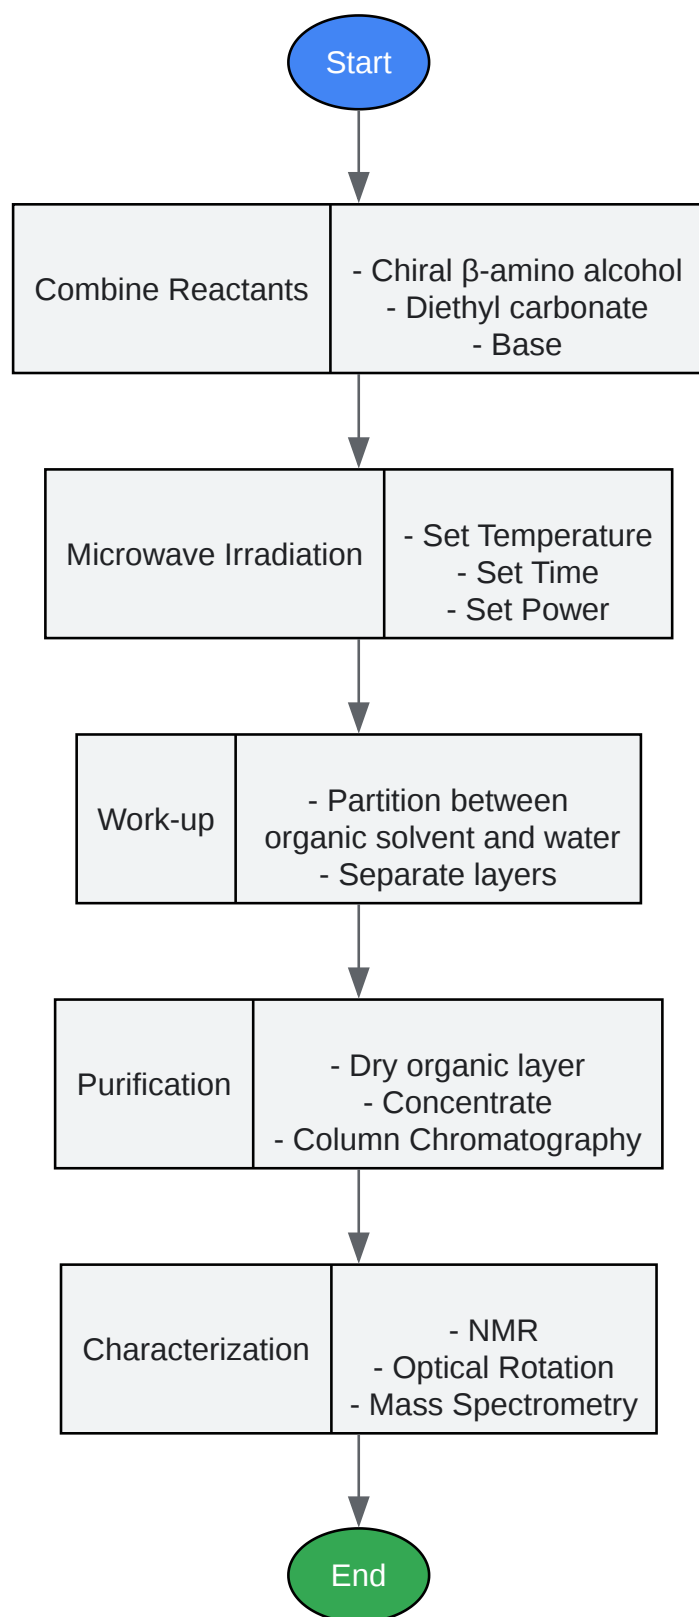 Start
Combine Reactants
- Chiral β-amino alcohol
- Diethyl carbonate
- Base
Microwave Irradiation
- Set Temperature
- Set Time
- Set Power
Work-up
- Partition between
organic solvent and water
- Separate layers
Purification
- Dry organic layer
- Concentrate
- Column Chromatography
Characterization
- NMR
- Optical Rotation
- Mass Spectrometry
End